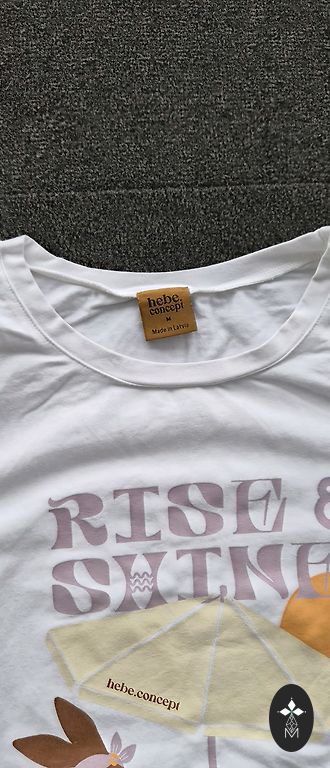 hebe.
concept
M
Made in Latvia
RISE &
SHINE
hebe.concept
M